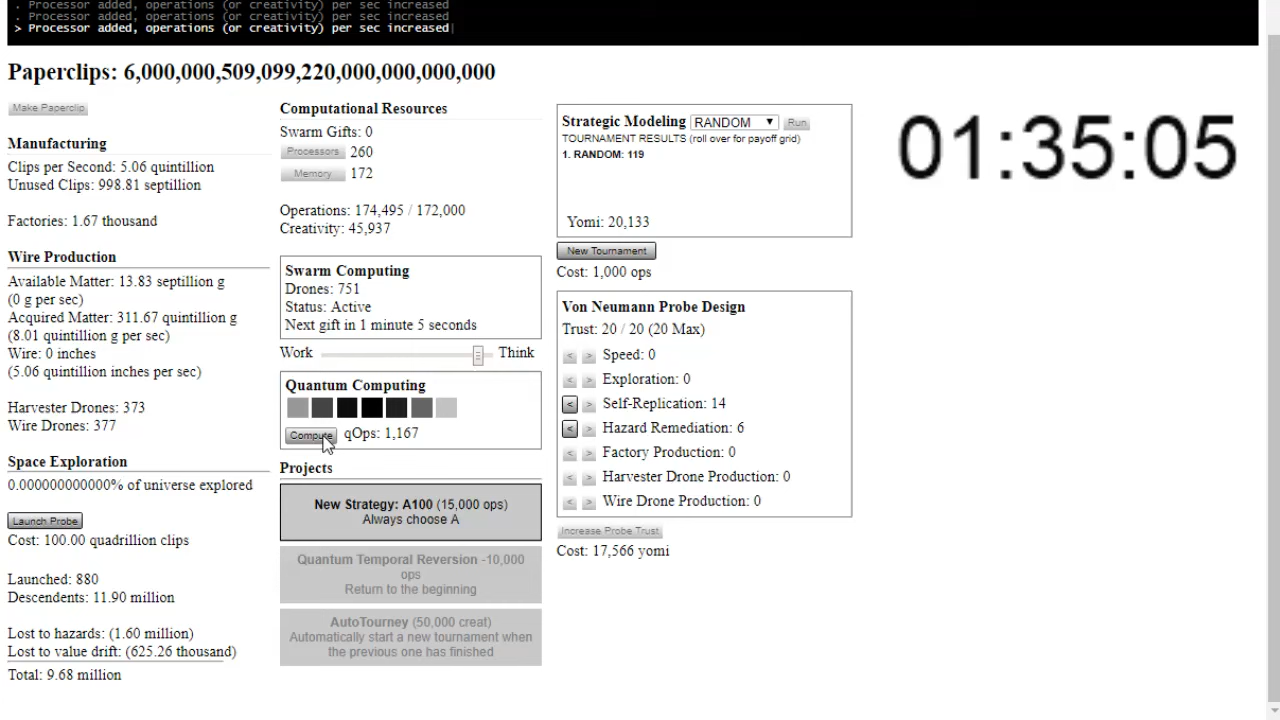 . Processor added, operations (or creativity) per sec increased
. Processor added, operations (or creativity) per sec increased
> Processor added, operations (or creativity) per sec increased
Paperclips: 6,000,000,509,099,220,000,000,000,000
Make Paperclip
Manufacturing
Clips per Second: 5.06 quintillion
Unused Clips: 998.81 septillion
Factories: 1.67 thousand
Wire Production
Available Matter: 13.83 septillion g
(0 g per sec)
Acquired Matter: 311.67 quintillion g
(8.01 quintillion g per sec)
Wire: 0 inches
(5.06 quintillion inches per sec)
Harvester Drones: 373
Wire Drones: 377
Space Exploration
0.000000000000% of universe explored
Launch Probe
Cost: 100.00 quadrillion clips
Launched: 880
Descendents: 11.90 million
Lost to hazards: (1.60 million)
Lost to value drift: (625.26 thousand)
Total: 9.68 million
Computational Resources
Swarm Gifts: 0
Processors 260
Memory 172
Operations: 174,495 / 172,000
Creativity: 45,937
Swarm Computing
Drones: 751
Status: Active
Next gift in 1 minute 5 seconds
Work Think
Quantum Computing
Compute qOps: 1,167
Projects
New Strategy: A100 (15,000 ops)
Always choose A
Quantum Temporal Reversion -10,000
ops
Return to the beginning
AutoTourney (50,000 creat)
Automatically start a new tournament when
the previous one has finished
Strategic Modeling RANDOM ▼ Run
TOURNAMENT RESULTS (roll over for payoff grid)
1. RANDOM: 119
Yomi: 20,133
New Tournament
Cost: 1,000 ops
Von Neumann Probe Design
Trust: 20 / 20 (20 Max)
< > Speed: 0
< > Exploration: 0
< > Self-Replication: 14
< > Hazard Remediation: 6
< > Factory Production: 0
< > Harvester Drone Production: 0
< > Wire Drone Production: 0
Increase Probe Trust
Cost: 17,566 yomi
01:35:05